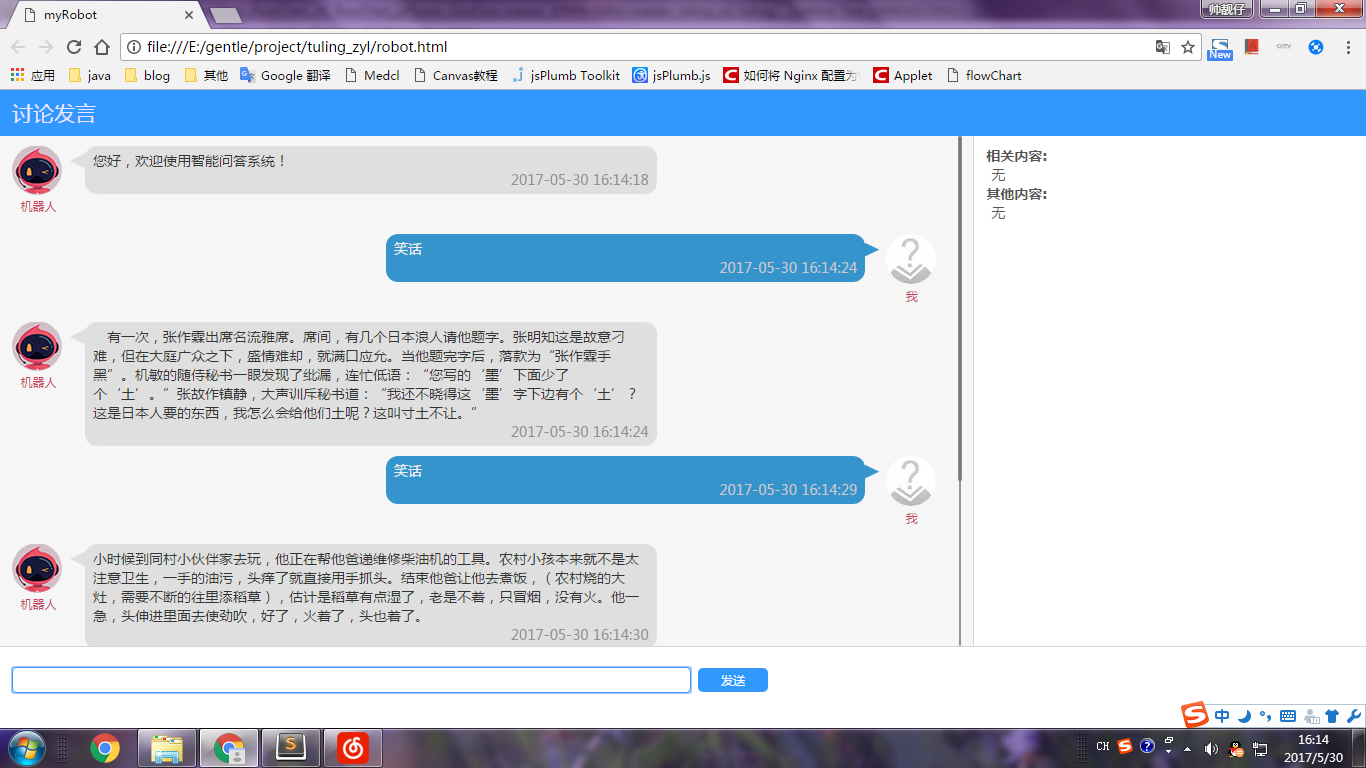 myRobot
帅靓仔
file:///E:/gentle/project/tuling_zyl/robot.html
New
应用
java
blog
其他
Google 翻译
Medcl
Canvas教程
jsPlumb Toolkit
jsPlumb.js
如何将 Nginx 配置为
Applet
flowChart
讨论发言
您好，欢迎使用智能问答系统！
2017-05-30 16:14:18
机器人
笑话
2017-05-30 16:14:24
我
有一次，张作霖出席名流雅席。席间，有几个日本浪人请他题字。张明知这是故意刁
难，但在大庭广众之下，盛情难却，就满口应允。当他题完字后，落款为“张作霖手
黑”。机敏的随侍秘书一眼发现了纰漏，连忙低语：“您写的‘墨’下面少了
个‘土’。”张故作镇静，大声训斥秘书道：“我还不晓得这‘墨’字下边有个‘土’？
这是日本人要的东西，我怎么会给他们土呢？这叫寸土不让。”
2017-05-30 16:14:24
机器人
笑话
2017-05-30 16:14:29
我
小时候到同村小伙伴家去玩，他正在帮他爸递维修柴油机的工具。农村小孩本来就不是太
注意卫生，一手的油污，头痒了就直接用手抓头。结束他爸让他去煮饭，（农村烧的大
灶，需要不断的往里添稻草），估计是稻草有点湿了，老是不着，只冒烟，没有火。他一
急，头伸进里面去使劲吹，好了，火着了，头也着了。
2017-05-30 16:14:30
机器人
相关内容:
无
其他内容:
无
发送
中
CH
16:14
2017/5/30